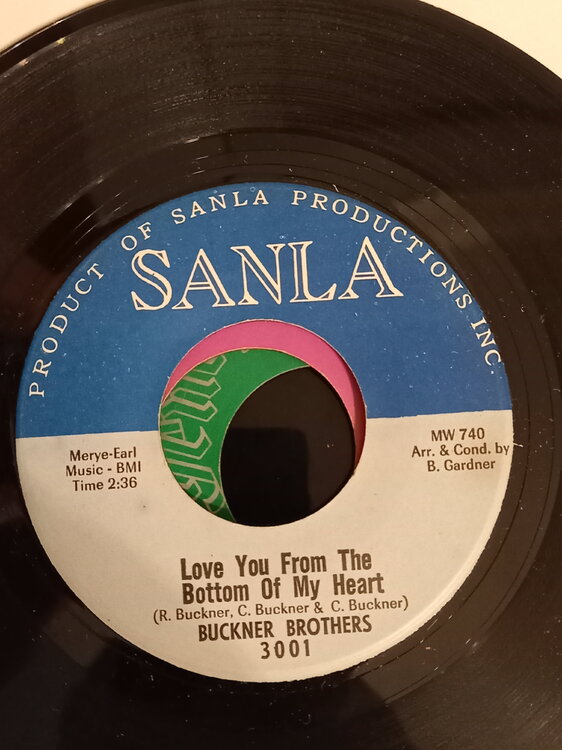 PRODUCT OF SANLA PRODUCTIONS INC
SANLA
Merye-Earl
Music - BMI
Time 2:36
MW 740
Arr. & Cond. by
B. Gardner
Love You From The
Bottom Of My Heart
(R. Buckner, C. Buckner & C. Buckner)
BUCKNER BROTHERS
3001